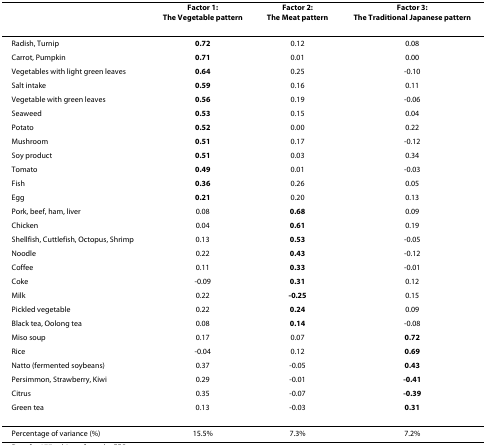 Factor 1: Factor 2: Factor 3:
The Vegetable pattern The Meat pattern The Traditional Japanese pattern
Radish, Turnip 0.72 0.12 0.08
Carrot, Pumpkin 0.71 0.01 0.00
Vegetables with light green leaves 0.64 0.25 -0.10
Salt intake 0.59 0.16 0.11
Vegetable with green leaves 0.56 0.19 -0.06
Seaweed 0.53 0.15 0.04
Potato 0.52 0.00 0.22
Mushroom 0.51 0.17 -0.12
Soy product 0.51 0.03 0.34
Tomato 0.49 0.01 -0.03
Fish 0.36 0.26 0.05
Egg 0.21 0.20 0.13
Pork, beef, ham, liver 0.08 0.68 0.09
Chicken 0.04 0.61 0.19
Shellfish, Cuttlefish, Octopus, Shrimp 0.13 0.53 -0.05
Noodle 0.22 0.43 -0.12
Coffee 0.11 0.33 -0.01
Coke -0.09 0.31 0.12
Milk 0.22 -0.25 0.15
Pickled vegetable 0.22 0.24 0.09
Black tea, Oolong tea 0.08 0.14 -0.08
Miso soup 0.17 0.07 0.72
Rice -0.04 0.12 0.69
Natto (fermented soybeans) 0.37 -0.05 0.43
Persimmon, Strawberry, Kiwi 0.29 -0.01 -0.41
Citrus 0.35 -0.07 -0.39
Green tea 0.13 -0.03 0.31
Percentage of variance (%) 15.5% 7.3% 7.2%